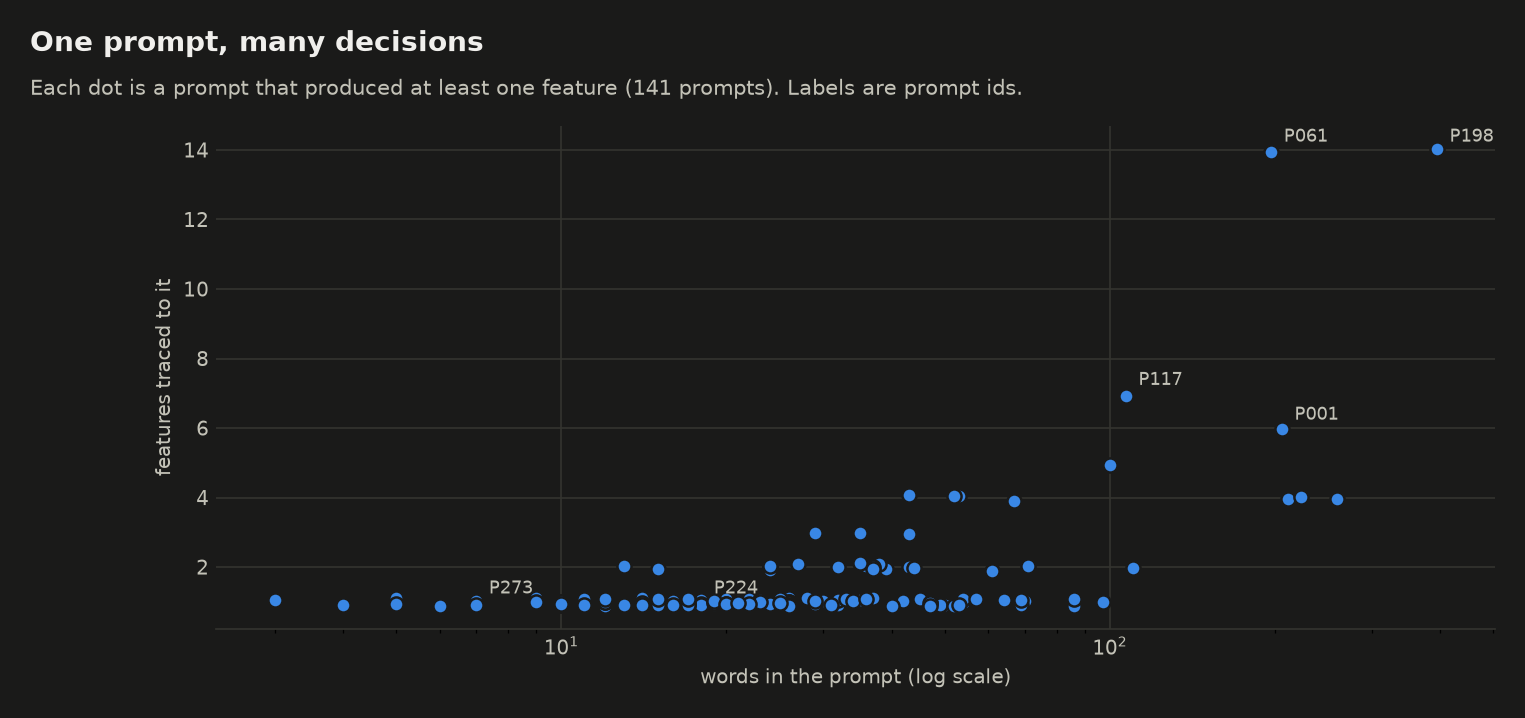 One prompt, many decisions
Each dot is a prompt that produced at least one feature (141 prompts). Labels are prompt ids.
P061
P198
14
12
10
8
P117
P001
6
4
2
P273
P224
features traced to it
10¹
10²
words in the prompt (log scale)